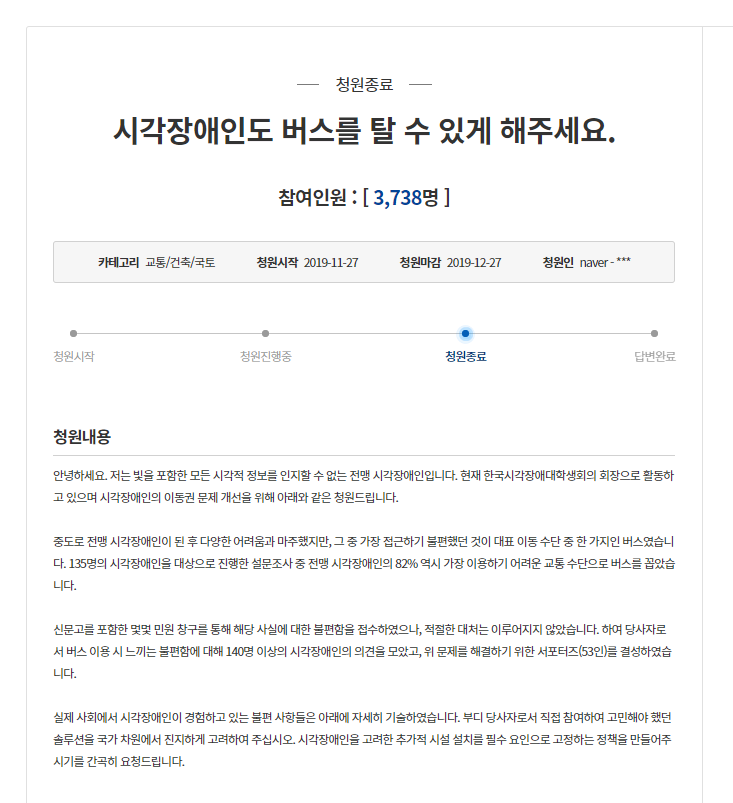 청원종료
시각장애인도 버스를 탈 수 있게 해주세요.
참여인원 : [ 3,738명 ]
카테고리 교통/건축/국토 청원시작 2019-11-27 청원마감 2019-12-27 청원인 naver - ***
청원시작 청원진행중 청원종료 답변완료
청원내용
안녕하세요. 저는 빛을 포함한 모든 시각적 정보를 인지할 수 없는 전맹 시각장애인입니다. 현재 한국시각장애대학생회의 회장으로 활동하
고 있으며 시각장애인의 이동권 문제 개선을 위해 아래와 같은 청원드립니다.
중도로 전맹 시각장애인이 된 후 다양한 어려움과 마주했지만, 그 중 가장 접근하기 불편했던 것이 대표 이동 수단 중 한 가지인 버스였습니
다. 135명의 시각장애인을 대상으로 진행한 설문조사 중 전맹 시각장애인의 82% 역시 가장 이용하기 어려운 교통 수단으로 버스를 꼽았습
니다.
신문고를 포함한 몇몇 민원 창구를 통해 해당 사실에 대한 불편함을 접수하였으나, 적절한 대처는 이루어지지 않았습니다. 하여 당사자로
서 버스 이용 시 느끼는 불편함에 대해 140명 이상의 시각장애인의 의견을 모았고, 위 문제를 해결하기 위한 서포터즈(53인)를 결성하였습
니다.
실제 사회에서 시각장애인이 경험하고 있는 불편 사항들은 아래에 자세히 기술하였습니다. 부디 당사자로서 직접 참여하여 고민해야 했던
솔루션을 국가 차원에서 진지하게 고려하여 주십시오. 시각장애인을 고려한 추가적 시설 설치를 필수 요인으로 고정하는 정책을 만들어주
시기를 간곡히 요청드립니다.